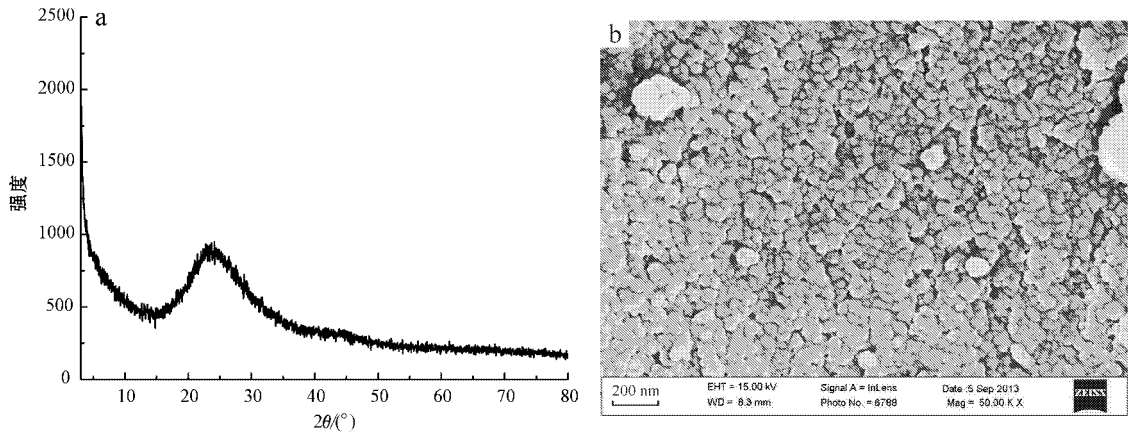 a
2500
2000
1500
1000
500
0
强度
10 20 30 40 50 60 70 80
2θ/(°)
b
200 nm
EHT = 15.00 kV Signal A = InLens Date :5 Sep 2013
WD = 8.3 mm Photo No. = 6788 Mag = 50.00 K X
ZEISS